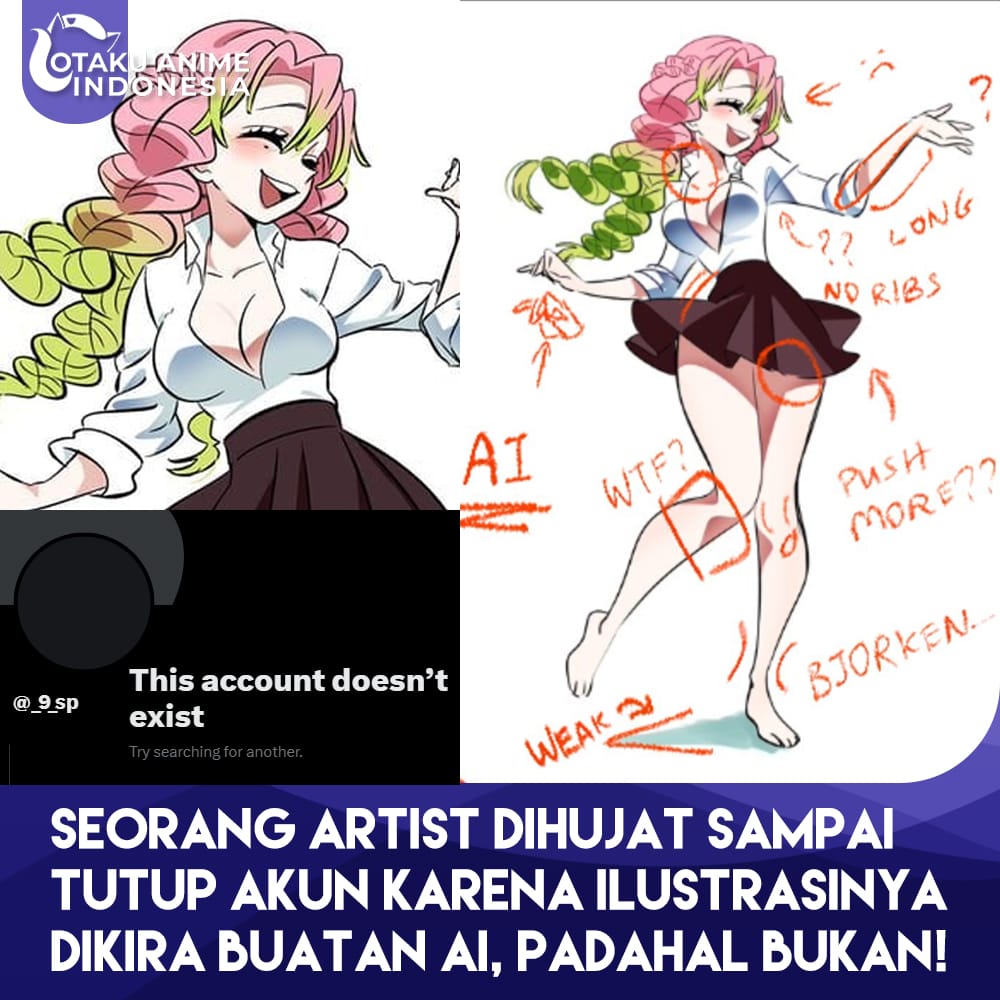 OTAKU ANIME
INDONESIA
?
??
LONG
NO RIBS
AI
WTF?
PUSH
MORE??
BJORKEN...
WEAK
@_9_sp
This account doesn’t
exist
Try searching for another.
SEORANG ARTIST DIHUJAT SAMPAI
TUTUP AKUN KARENA ILUSTRASINYA
DIKIRA BUATAN AI, PADAHAL BUKAN!